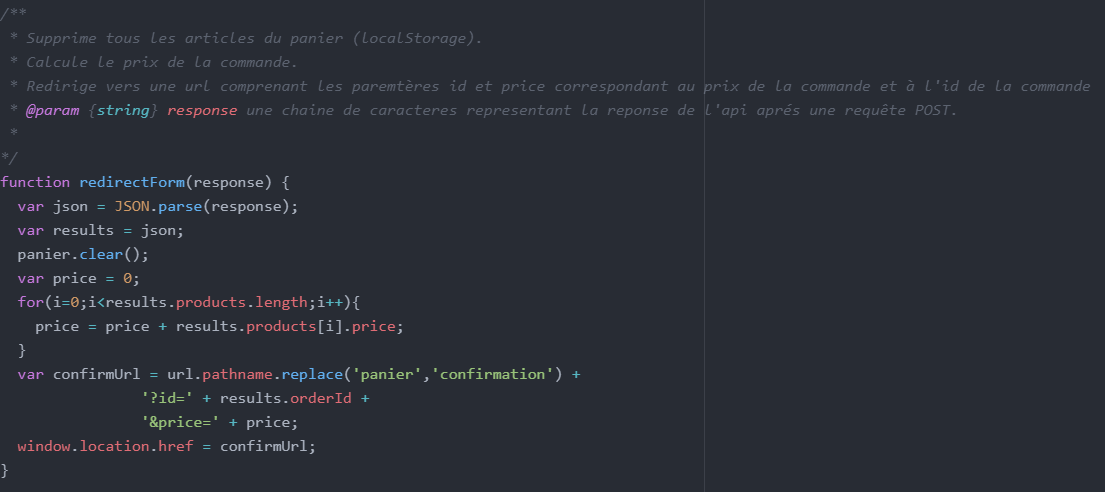 /**
 * Supprime tous les articles du panier (localStorage).
 * Calcule le prix de la commande.
 * Redirige vers une url comprenant les paremtères id et price correspondant au prix de la commande et à l'id de la commande
 * @param {string} response une chaine de caracteres representant la reponse de l'api aprés une requête POST.
 *
*/
function redirectForm(response) {
  var json = JSON.parse(response);
  var results = json;
  panier.clear();
  var price = 0;
  for(i=0;i<results.products.length;i++){
    price = price + results.products[i].price;
  }
  var confirmUrl = url.pathname.replace('panier','confirmation') +
                '?id=' + results.orderId +
                '&price=' + price;
  window.location.href = confirmUrl;
}